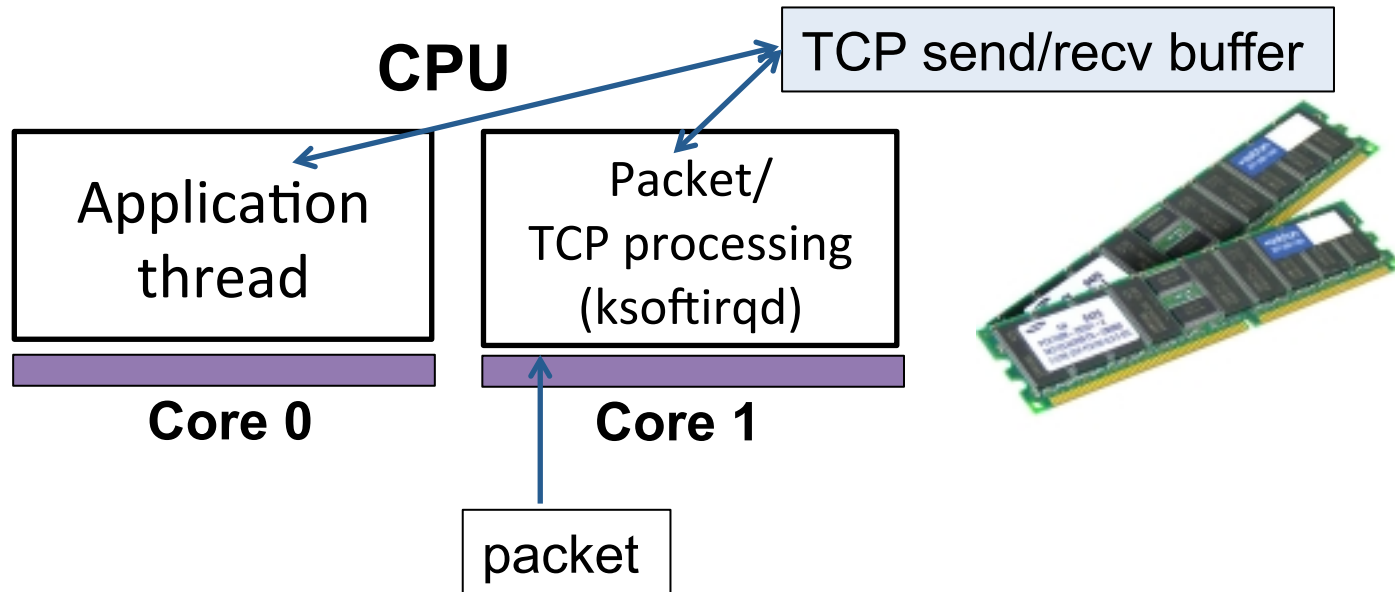 CPU
TCP send/recv buffer
Application
thread
Packet/
TCP processing
(ksoftirqd)
Core 0
Core 1
packet